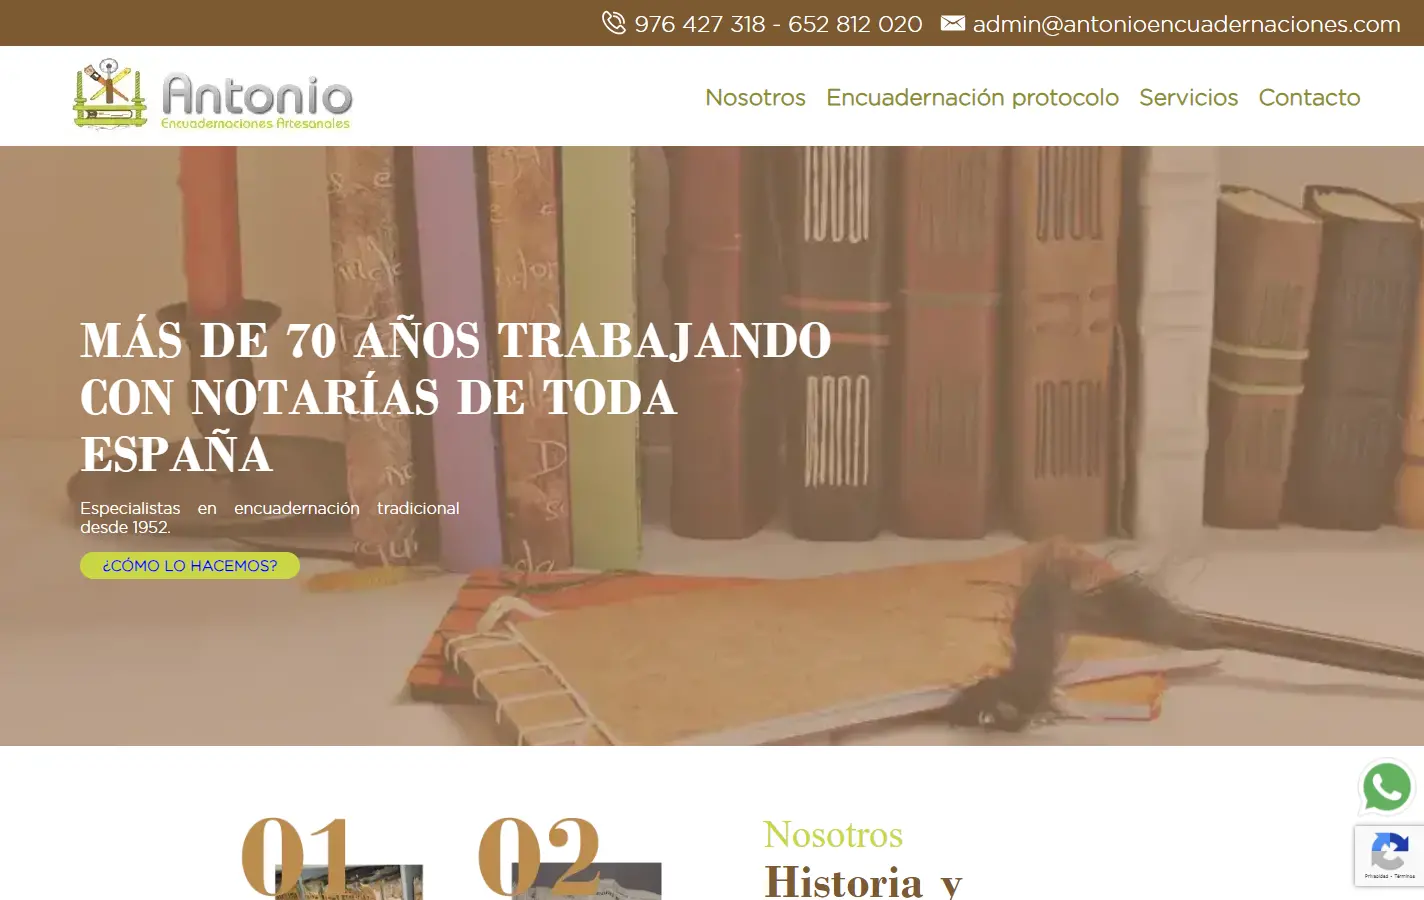 976 427 318 - 652 812 020 admin@antonioencuadernaciones.com
Antonio
Encuadernaciones Artesanales
Nosotros Encuadernación protocolo Servicios Contacto
MÁS DE 70 AÑOS TRABAJANDO
CON NOTARÍAS DE TODA
ESPAÑA
Especialistas en encuadernación tradicional
desde 1952.
¿CÓMO LO HACEMOS?
01 02
Nosotros
Historia y
Privacidad - Términos